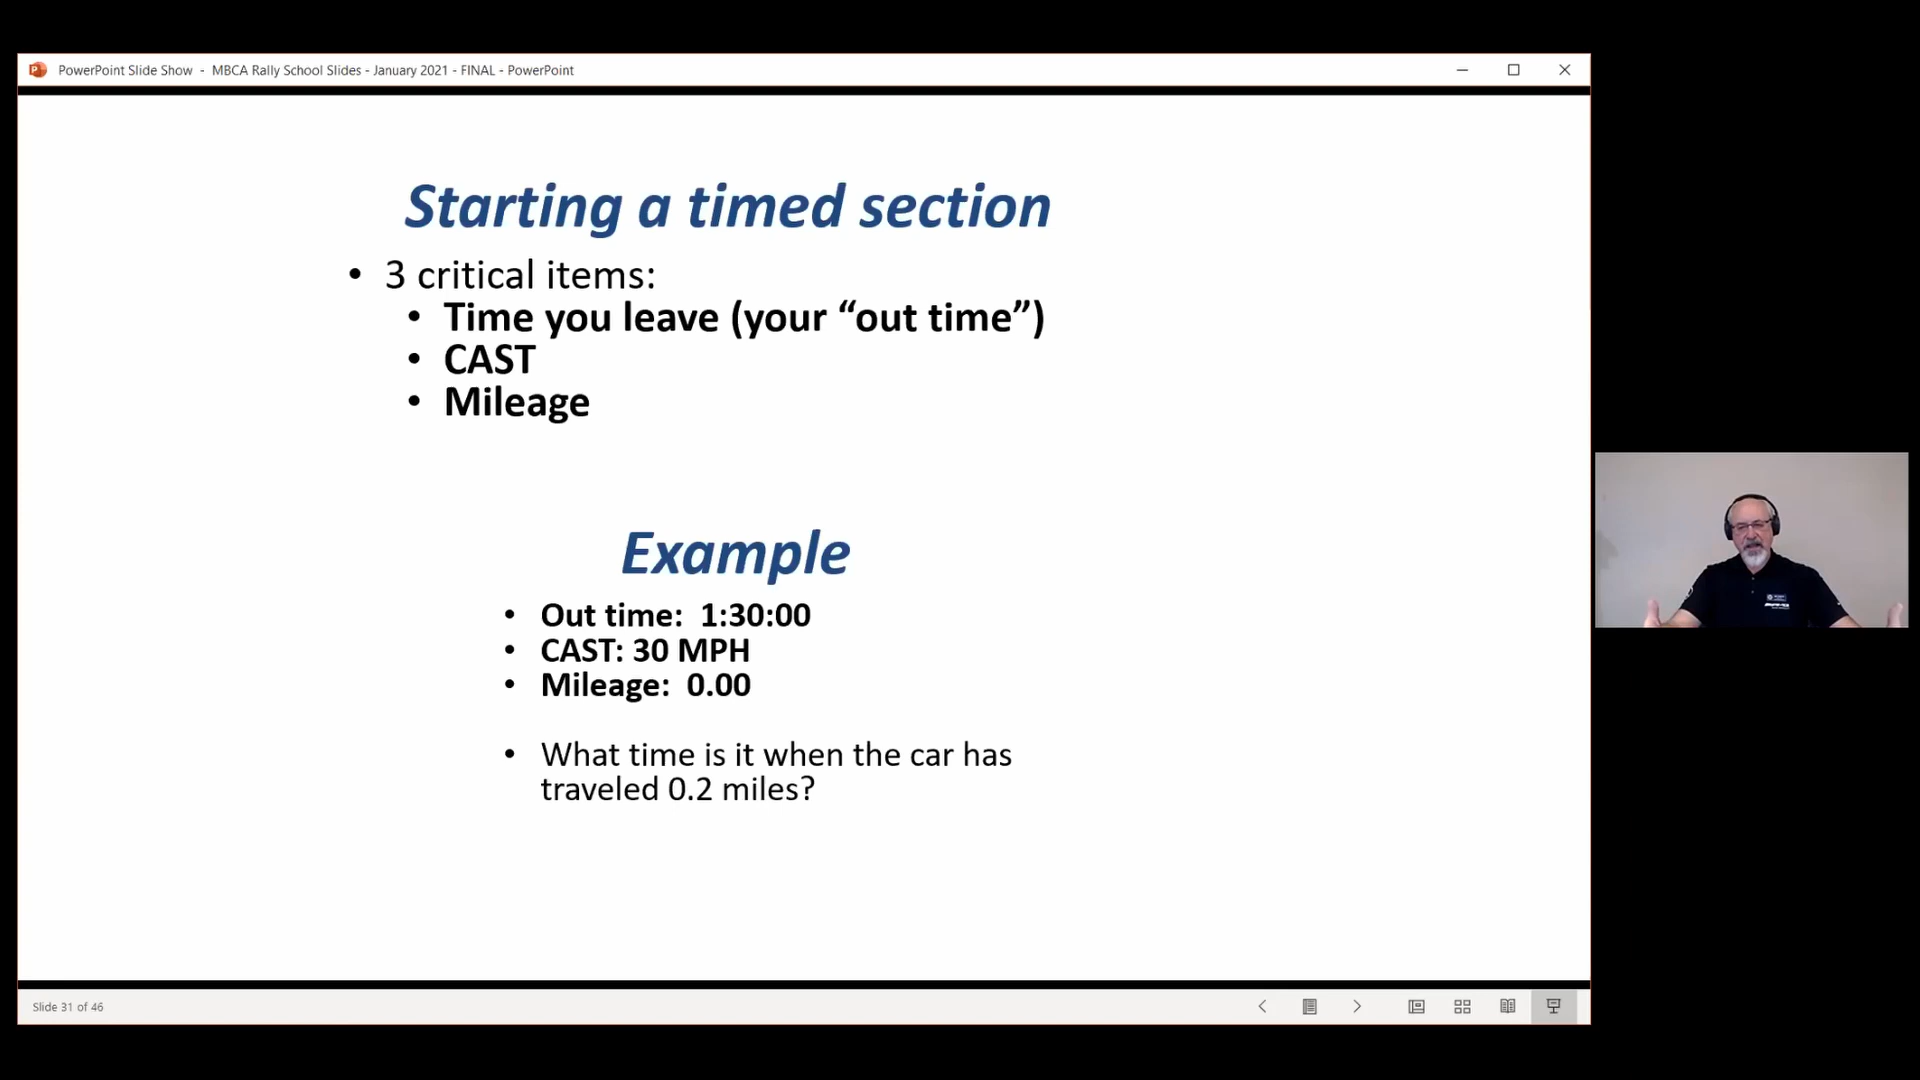 PowerPoint Slide Show - MBCA Rally School Slides - January 2021 - FINAL - PowerPoint
Starting a timed section
• 3 critical items:
• Time you leave (your “out time”)
• CAST
• Mileage
Example
• Out time: 1:30:00
• CAST: 30 MPH
• Mileage: 0.00
• What time is it when the car has
traveled 0.2 miles?
Slide 31 of 46